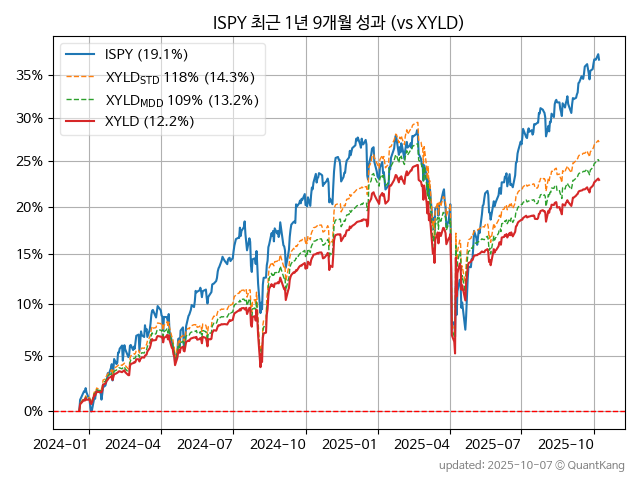 ISPY 최근 1년 9개월 성과 (vs XYLD)
ISPY (19.1%)
XYLD_STD 118% (14.3%)
XYLD_MDD 109% (13.2%)
XYLD (12.2%)
35%
30%
25%
20%
15%
10%
5%
0%
2024-01 2024-04 2024-07 2024-10 2025-01 2025-04 2025-07 2025-10
updated: 2025-10-07 © QuantKang